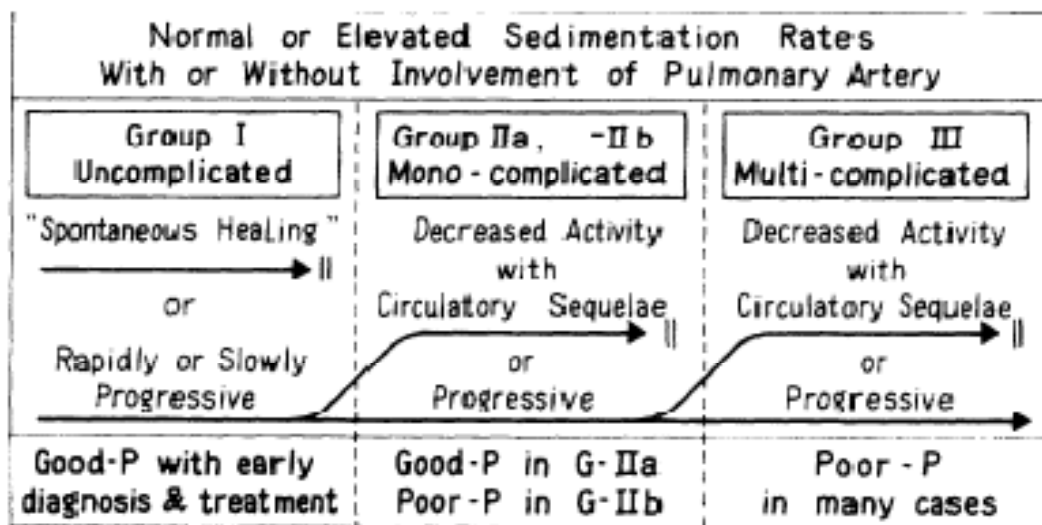 Normal or Elevated Sedimentation Rates
With or Without Involvement of Pulmonary Artery
Group I
Uncomplicated
"Spontaneous Healing"
or
Rapidly or Slowly
Progressive
Good-P with early
diagnosis & treatment
Group IIa, -IIb
Mono-complicated
Decreased Activity
with
Circulatory Sequelae
or
Progressive
Good-P in G-IIa
Poor-P in G-IIb
Group III
Multi-complicated
Decreased Activity
with
Circulatory Sequelae
or
Progressive
Poor-P
in many cases